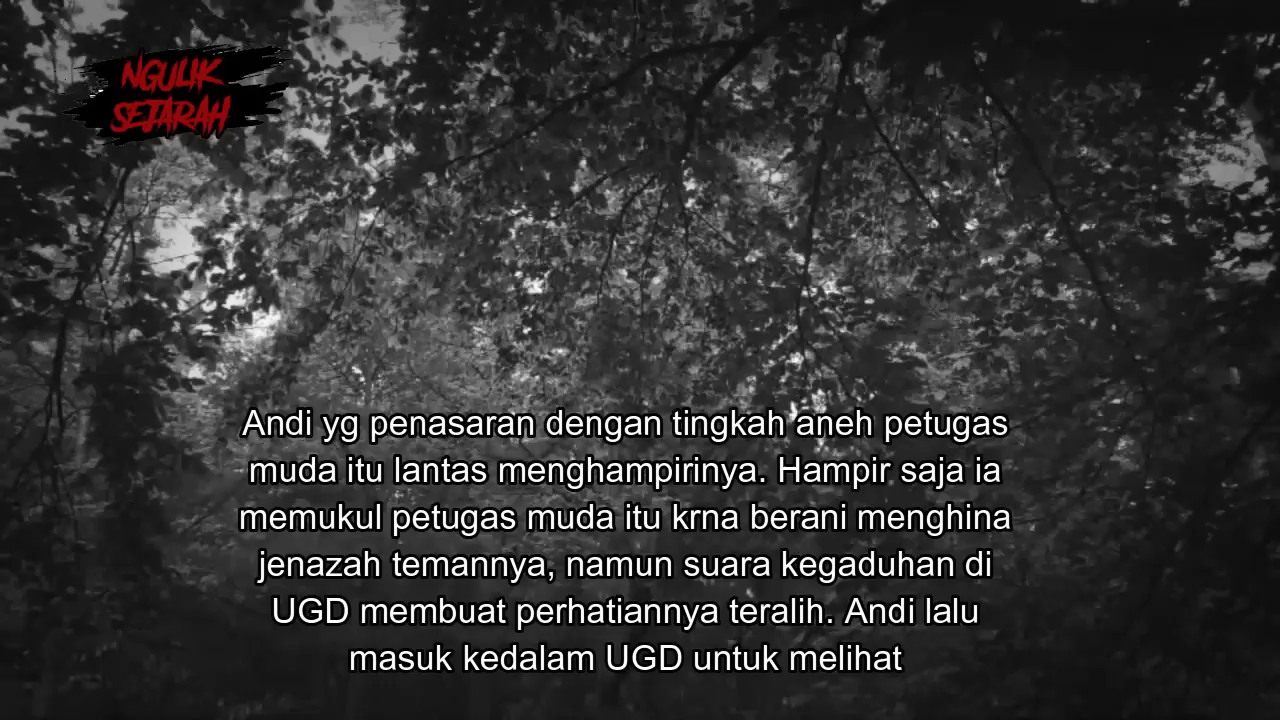 NGULIK
SEJARAH
Andi yg penasaran dengan tingkah aneh petugas
muda itu lantas menghampirinya. Hampir saja ia
memukul petugas muda itu krna berani menghina
jenazah temannya, namun suara kegaduhan di
UGD membuat perhatiannya teralih. Andi lalu
masuk kedalam UGD untuk melihat